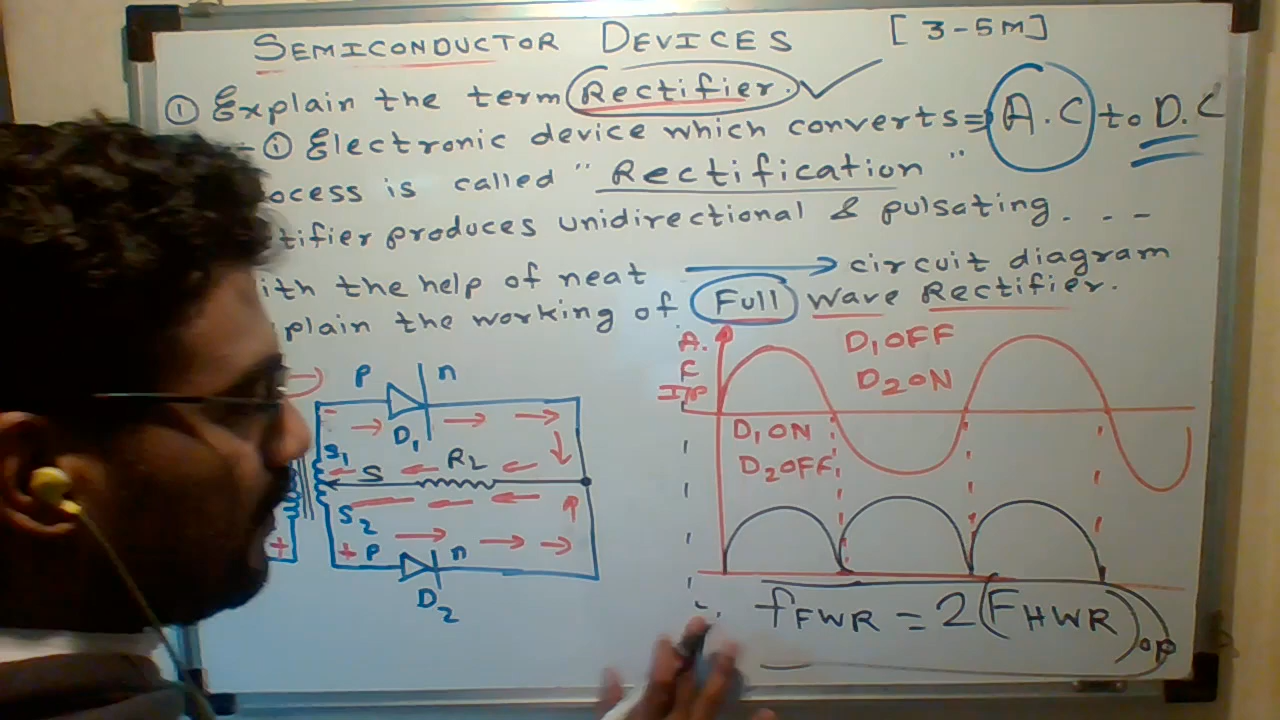 SEMICONDUCTOR DEVICES [3-5M]
① Explain the term Rectifier.
- ① Electronic device which converts ⇒ A.C to D.C
ocess is called "Rectification"
tifier produces unidirectional & pulsating. - -
ith the help of neat → circuit diagram
plain the working of Full Wave Rectifier.
P n
D1
S1
S RL
S2
- 
+ + P n
D2
A.
I/P
D1 OFF
D2 ON
D1 ON
D2 OFF
fFWR = 2(FHWR)op